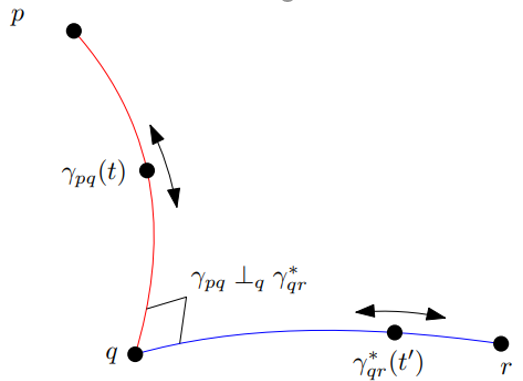 p
γ_{pq}(t)
γ_{pq} ⊥_q γ^*_{qr}
q
γ^*_{qr}(t′)
r